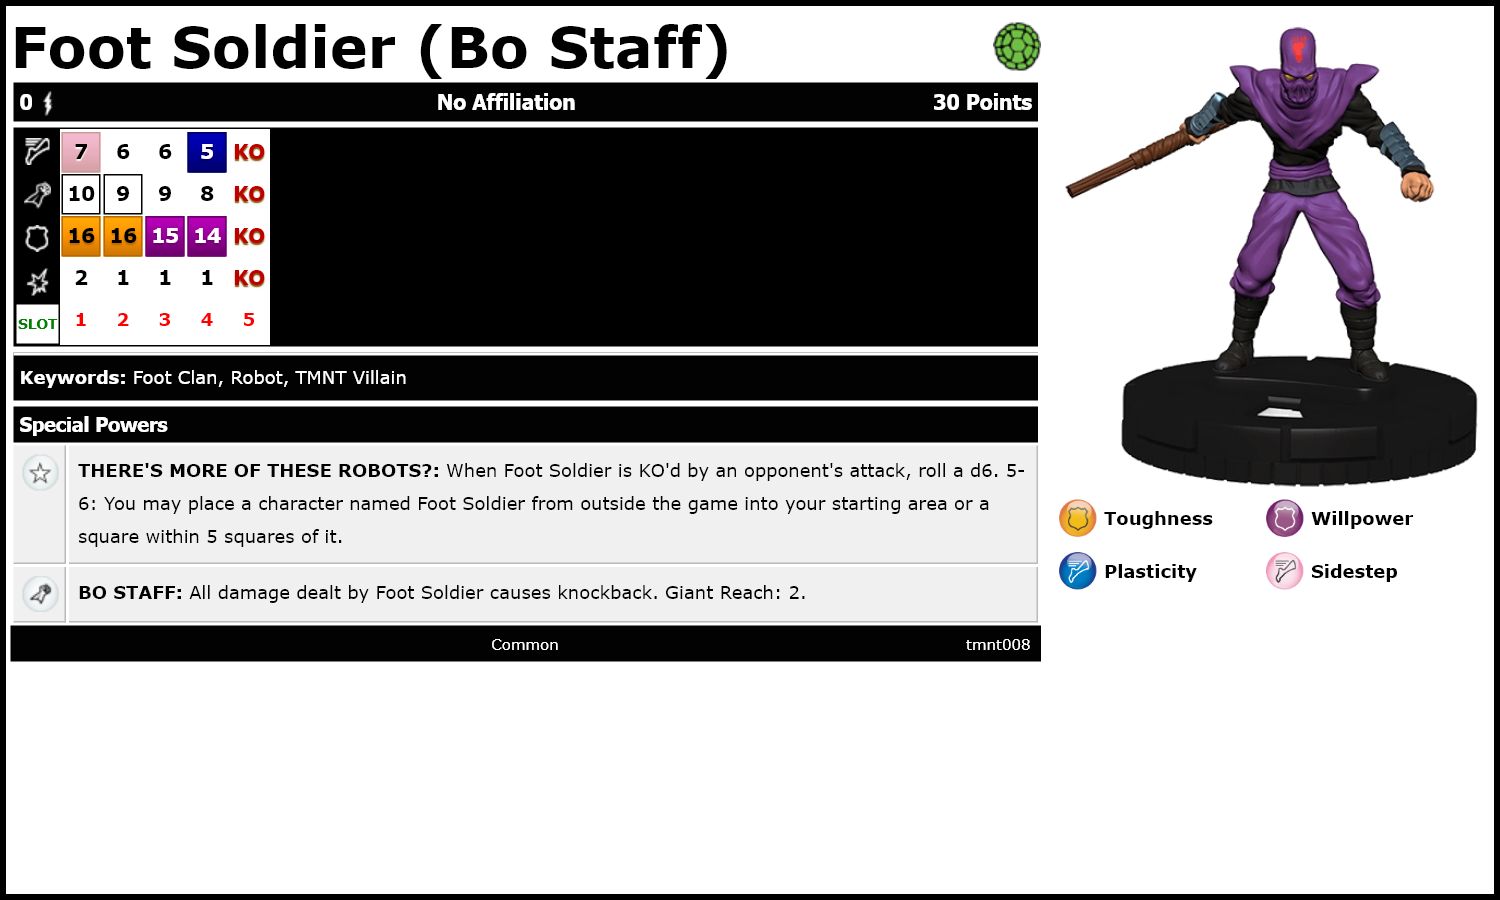 Foot Soldier (Bo Staff)
0 No Affiliation 30 Points
7 6 6 5 KO
10 9 9 8 KO
16 16 15 14 KO
2 1 1 1 KO
SLOT 1 2 3 4 5
Keywords: Foot Clan, Robot, TMNT Villain
Special Powers
THERE'S MORE OF THESE ROBOTS?: When Foot Soldier is KO'd by an opponent's attack, roll a d6. 5-
6: You may place a character named Foot Soldier from outside the game into your starting area or a
square within 5 squares of it.
BO STAFF: All damage dealt by Foot Soldier causes knockback. Giant Reach: 2.
Common tmnt008
Toughness Willpower
Plasticity Sidestep